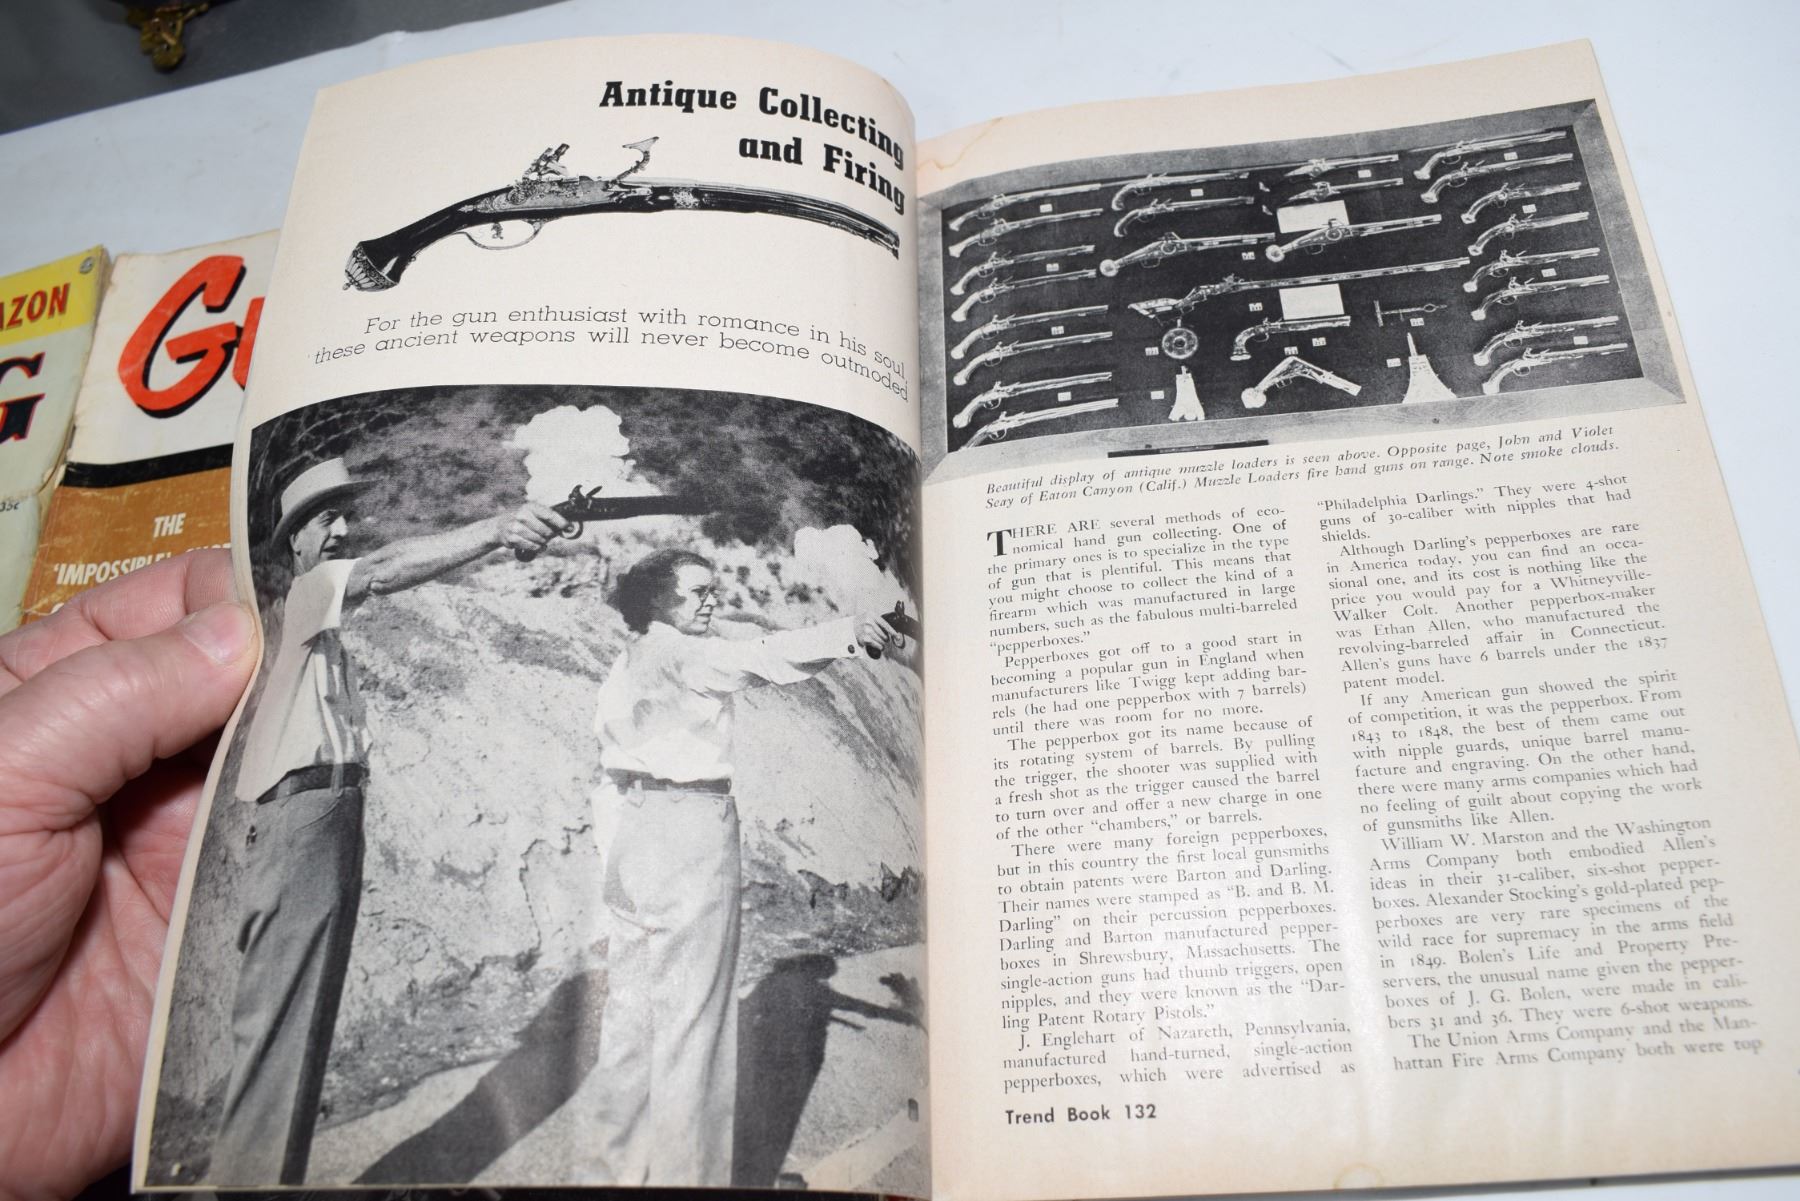 AZON
G
35¢
Gu
THE
'IMPOSSIBLE'
Antique Collecting
and Firing
For the gun enthusiast with romance in his soul,
these ancient weapons will never become outmoded
Beautiful display of antique muzzle loaders is seen above. Opposite page, John and Violet
Seay of Eaton Canyon (Calif.) Muzzle Loaders fire hand guns on range. Note smoke clouds.
THERE ARE several methods of eco-
nomical hand gun collecting. One of
the primary ones is to specialize in the type
of gun that is plentiful. This means that
you might choose to collect the kind of a
firearm which was manufactured in large
numbers, such as the fabulous multi-barreled
"pepperboxes."
Pepperboxes got off to a good start in
becoming a popular gun in England when
manufacturers like Twigg kept adding bar-
rels (he had one pepperbox with 7 barrels)
until there was room for no more.
The pepperbox got its name because of
its rotating system of barrels. By pulling
the trigger, the shooter was supplied with
a fresh shot as the trigger caused the barrel
to turn over and offer a new charge in one
of the other "chambers," or barrels.
There were many foreign pepperboxes,
but in this country the first local gunsmiths
to obtain patents were Barton and Darling.
Their names were stamped as "B. and B. M.
Darling" on their percussion pepperboxes.
Darling and Barton manufactured pepper-
boxes in Shrewsbury, Massachusetts. The
single-action guns had thumb triggers, open
nipples, and they were known as the "Dar-
ling Patent Rotary Pistols."
J. Englehart of Nazareth, Pennsylvania,
manufactured hand-turned, single-action
pepperboxes, which were advertised as
"Philadelphia Darlings." They were 4-shot
guns of 30-caliber with nipples that had
shields.
Although Darling's pepperboxes are rare
in America today, you can find an occa-
sional one, and its cost is nothing like the
price you would pay for a Whitneyville-
Walker Colt. Another pepperbox-maker
was Ethan Allen, who manufactured the
revolving-barreled affair in Connecticut.
Allen's guns have 6 barrels under the 1837
patent model.
If any American gun showed the spirit
of competition, it was the pepperbox. From
1843 to 1848, the best of them came out
with nipple guards, unique barrel manu-
facture and engraving. On the other hand,
there were many arms companies which had
no feeling of guilt about copying the work
of gunsmiths like Allen.
William W. Marston and the Washington
Arms Company both embodied Allen's
ideas in their 31-caliber, six-shot pepper-
boxes. Alexander Stocking's gold-plated pep-
perboxes are very rare specimens of the
wild race for supremacy in the arms field
in 1849. Bolen's Life and Property Pre-
servers, the unusual name given the pepper-
boxes of J. G. Bolen, were made in cali-
bers 31 and 36. They were 6-shot weapons.
The Union Arms Company and the Man-
hattan Fire Arms Company both were top
Trend Book 132